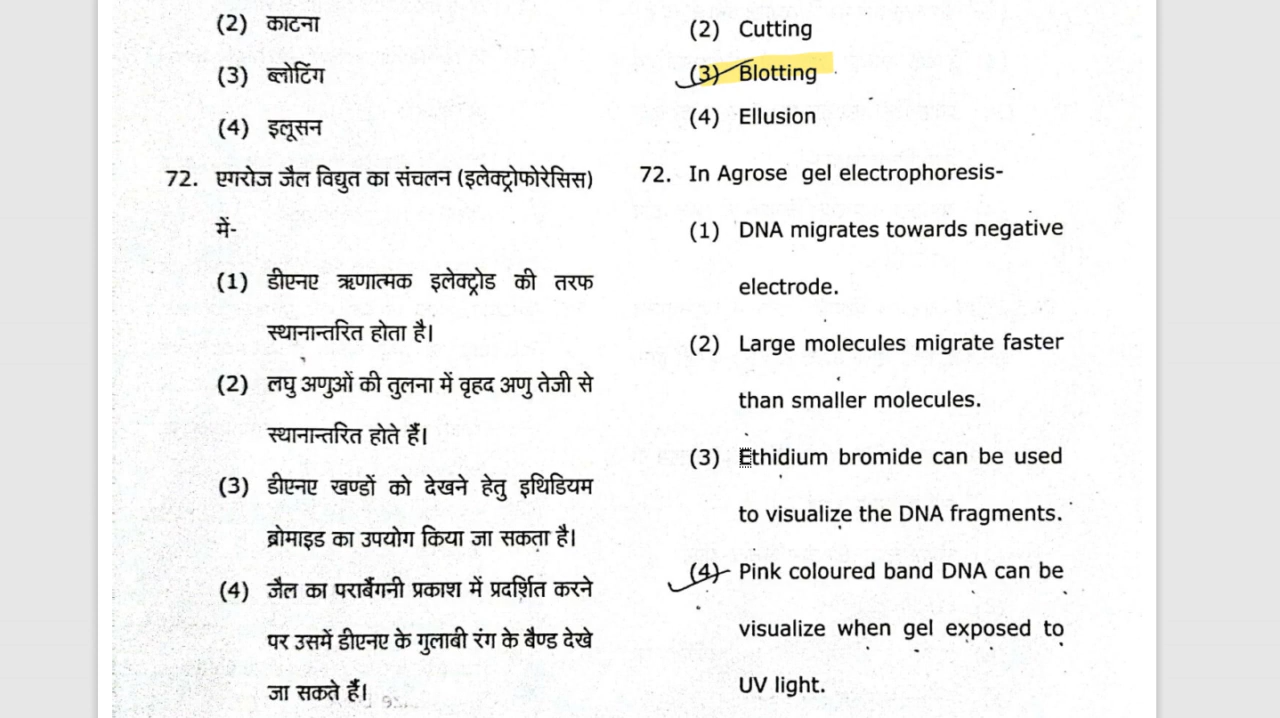 (2) काटना
(3) ब्लोटिंग
(4) इलूसन
72. एगरोज जैल विद्युत का संचलन (इलेक्ट्रोफोरेसिस)
में-
(1) डीएनए ऋणात्मक इलेक्ट्रोड की तरफ
स्थानान्तरित होता है।
(2) लघु अणुओं की तुलना में वृहद अणु तेजी से
स्थानान्तरित होते हैं।
(3) डीएनए खण्डों को देखने हेतु इथिडियम
ब्रोमाइड का उपयोग किया जा सकता है।
(4) जैल का पराबैंगनी प्रकाश में प्रदर्शित करने
पर उसमें डीएनए के गुलाबी रंग के बैण्ड देखे
जा सकते हैं।
(2) Cutting
(3) Blotting
(4) Ellusion
72. In Agrose gel electrophoresis-
(1) DNA migrates towards negative
electrode.
(2) Large molecules migrate faster
than smaller molecules.
(3) Ethidium bromide can be used
to visualize the DNA fragments.
(4) Pink coloured band DNA can be
visualize when gel exposed to
UV light.